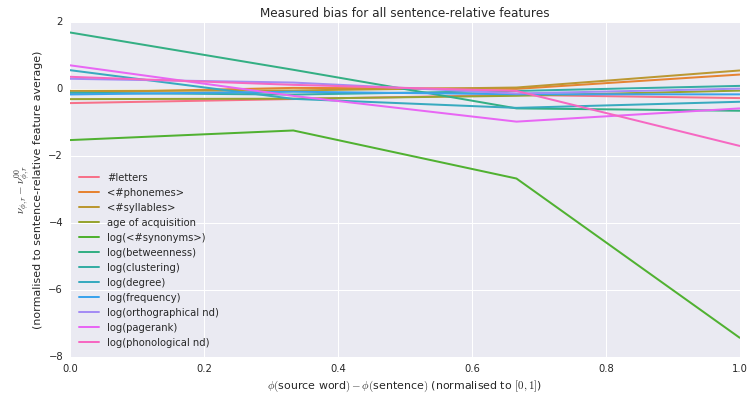 Measured bias for all sentence-relative features
2
0
−2
−4
−6
−8
ν_{ϕ,r} − ν^{00}_{ϕ,r}
(normalised to sentence-relative feature average)
#letters
<#phonemes>
<#syllables>
age of acquisition
log(<#synonyms>)
log(betweenness)
log(clustering)
log(degree)
log(frequency)
log(orthographical nd)
log(pagerank)
log(phonological nd)
0.0 0.2 0.4 0.6 0.8 1.0
ϕ(source word) − ϕ(sentence) (normalised to [0, 1])